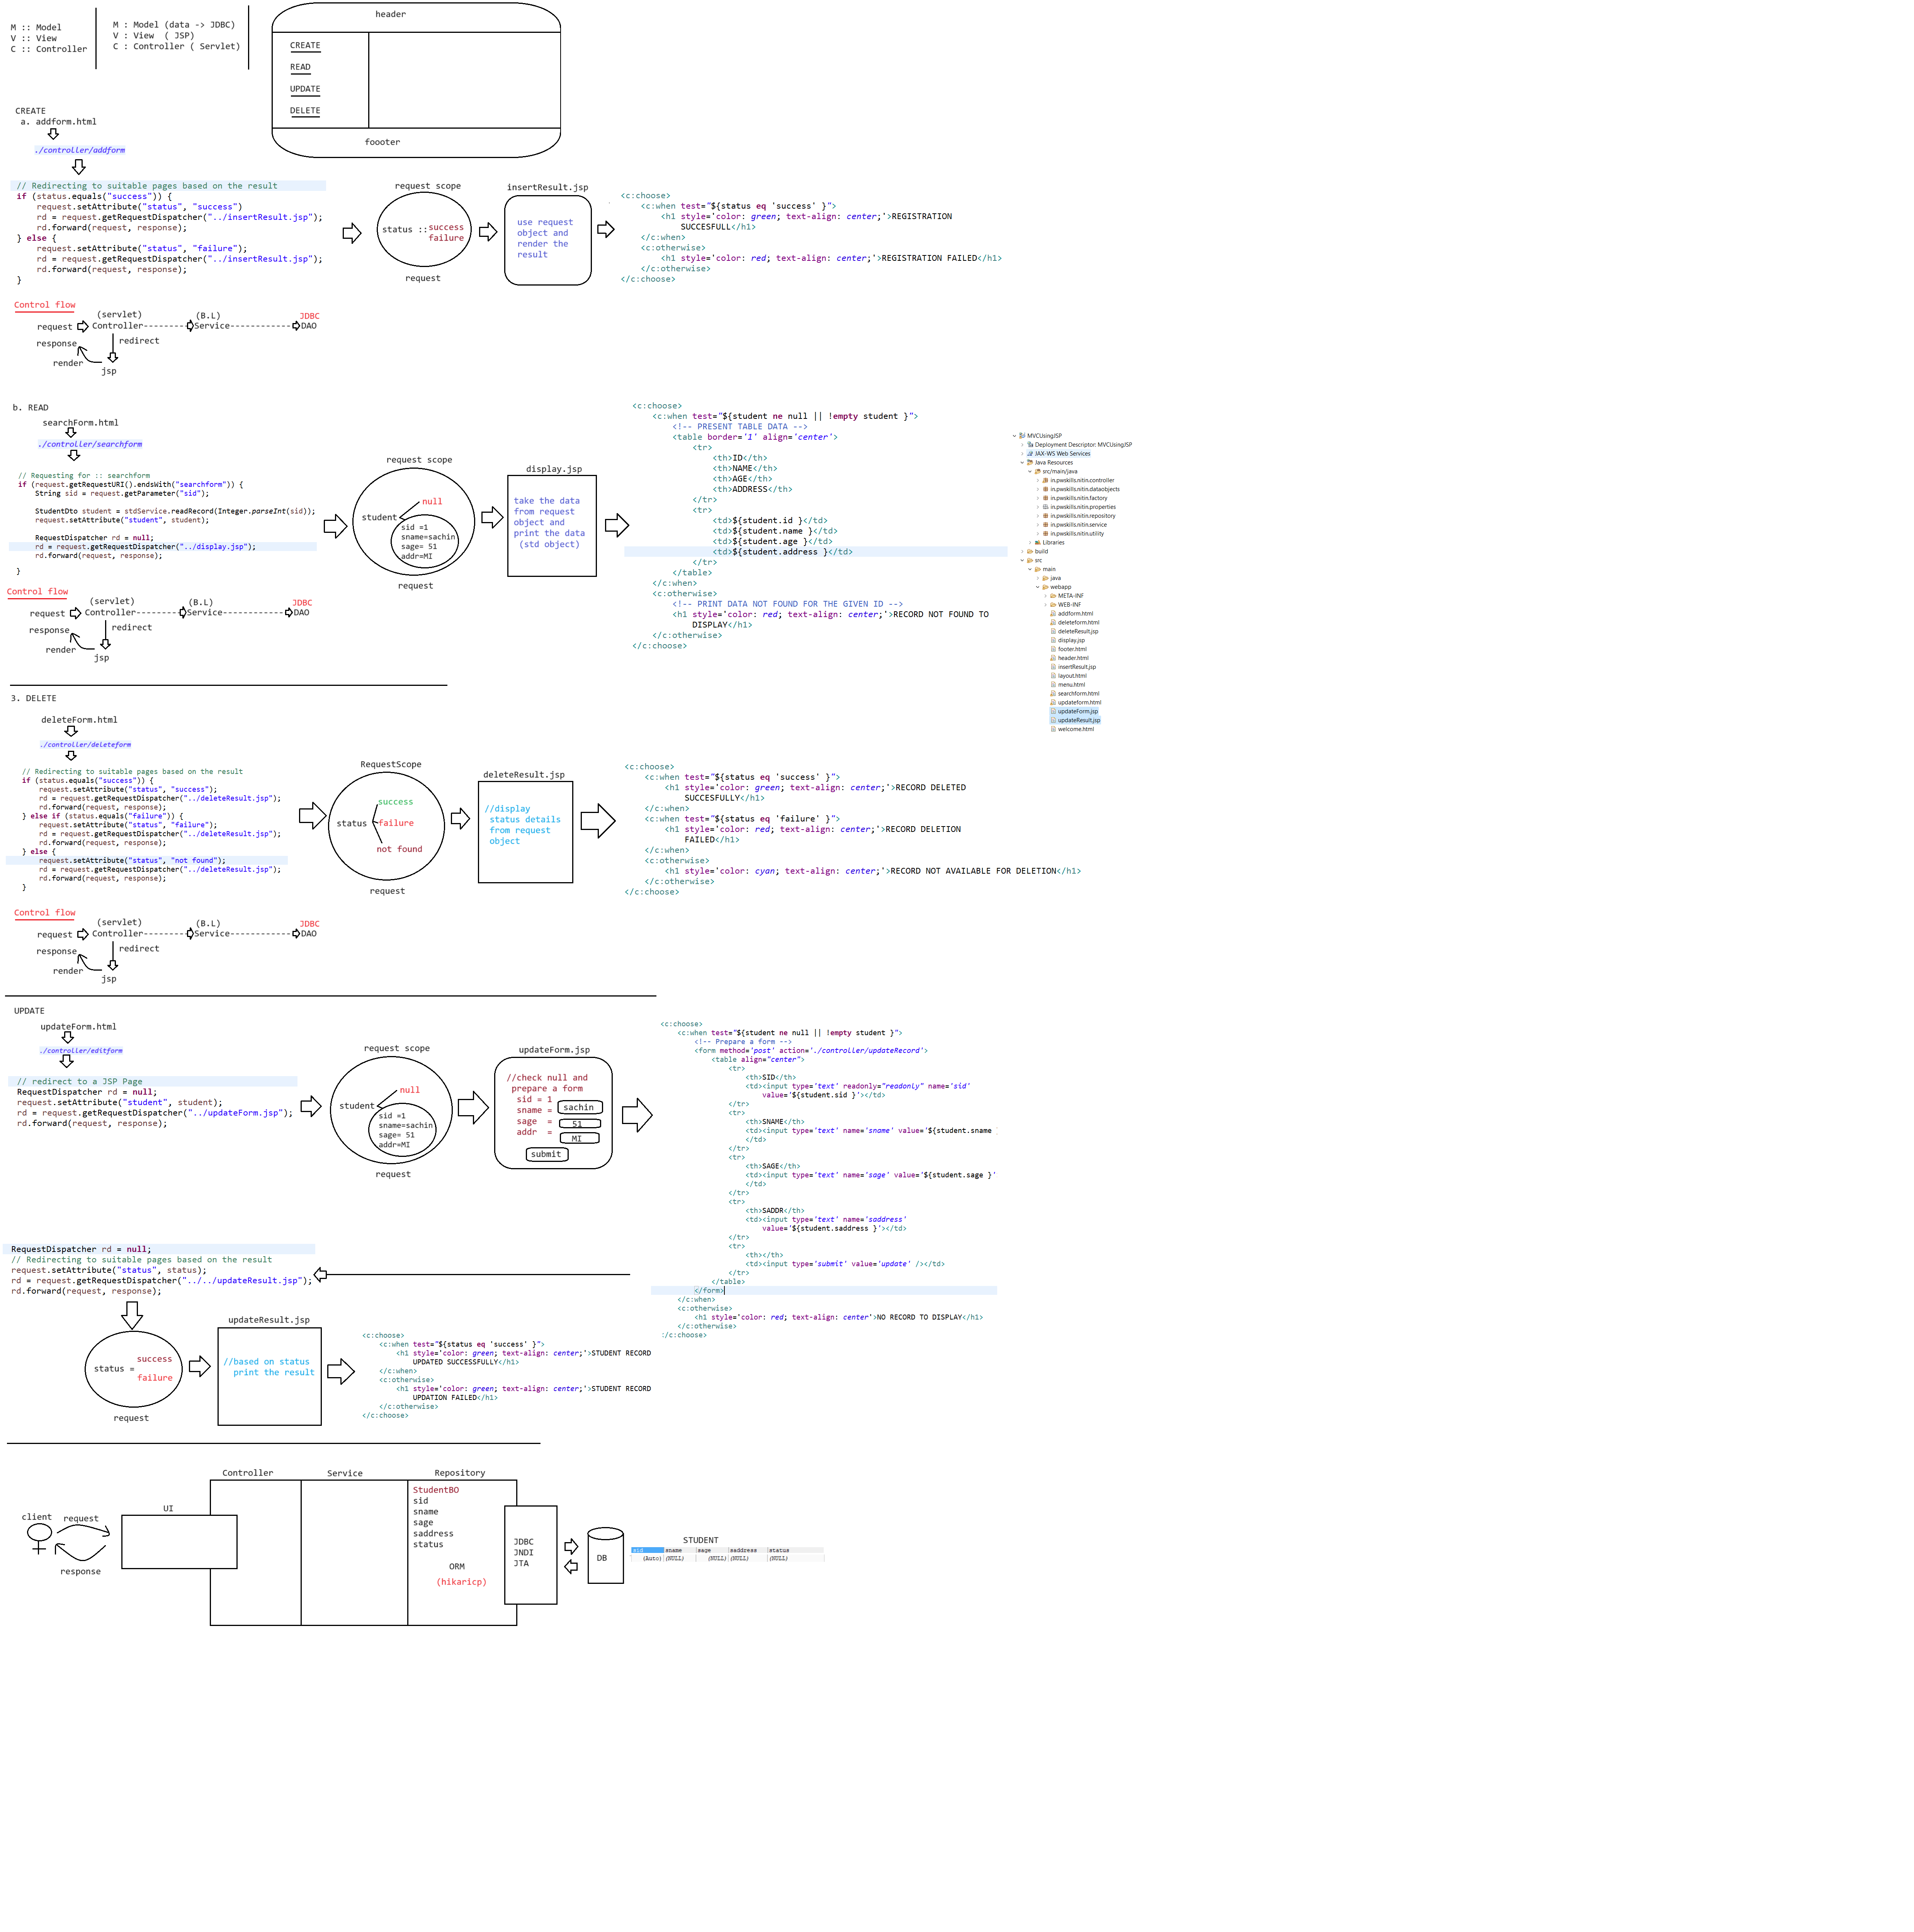 M :: Model
V :: View
C :: Controller
M : Model (data -> JDBC)
V : View  ( JSP)
C : Controller ( Servlet)
header
CREATE
READ
UPDATE
DELETE
foooter
CREATE
a. addform.html
./controller/addform
// Redirecting to suitable pages based on the result
if (status.equals("success")) {
request.setAttribute("status", "success")
rd = request.getRequestDispatcher("../insertResult.jsp");
rd.forward(request, response);
} else {
request.setAttribute("status", "failure");
rd = request.getRequestDispatcher("../insertResult.jsp");
rd.forward(request, response);
}
request scope
status ::success
failure
request
insertResult.jsp
use request
object and
render the
result
<c:choose>
<c:when test="${status eq 'success' }">
<h1 style='color: green; text-align: center;'>REGISTRATION
SUCCESFULL</h1>
</c:when>
<c:otherwise>
<h1 style='color: red; text-align: center;'>REGISTRATION FAILED</h1>
</c:otherwise>
</c:choose>
Control flow
(servlet)
(B.L)
JDBC
request
Controller
Service
DAO
response
redirect
render
jsp
b. READ
searchForm.html
./controller/searchform
// Requesting for :: searchform
if (request.getRequestURI().endsWith("searchform")) {
String sid = request.getParameter("sid");
StudentDto student = stdService.readRecord(Integer.parseInt(sid));
request.setAttribute("student", student);
RequestDispatcher rd = null;
rd = request.getRequestDispatcher("../display.jsp");
rd.forward(request, response);
}
request scope
null
student
sid =1
sname=sachin
sage= 51
addr=MI
request
display.jsp
take the data
from request
object and
print the data
(std object)
<c:choose>
<c:when test="${student ne null || !empty student }">
<!-- PRESENT TABLE DATA -->
<table border='1' align='center'>
<tr>
<th>ID</th>
<th>NAME</th>
<th>AGE</th>
<th>ADDRESS</th>
</tr>
<tr>
<td>${student.id }</td>
<td>${student.name }</td>
<td>${student.age }</td>
<td>${student.address }</td>
</tr>
</table>
</c:when>
<c:otherwise>
<!-- PRINT DATA NOT FOUND FOR THE GIVEN ID -->
<h1 style='color: red; text-align: center;'>RECORD NOT FOUND TO
DISPLAY</h1>
</c:otherwise>
</c:choose>
MVCUsingJSP
Deployment Descriptor: MVCUsingJSP
JAX-WS Web Services
Java Resources
src/main/java
in.pwskills.nitin.controller
in.pwskills.nitin.dataobjects
in.pwskills.nitin.factory
in.pwskills.nitin.properties
in.pwskills.nitin.repository
in.pwskills.nitin.service
in.pwskills.nitin.utility
Libraries
build
src
main
java
webapp
META-INF
WEB-INF
addform.html
deleteform.html
deleteResult.jsp
display.jsp
footer.html
header.html
insertResult.jsp
layout.html
menu.html
searchform.html
updateform.html
updateForm.jsp
updateResult.jsp
welcome.html
Control flow
(servlet)
(B.L)
JDBC
request
Controller
Service
DAO
response
redirect
render
jsp
3. DELETE
deleteForm.html
./controller/deleteform
// Redirecting to suitable pages based on the result
if (status.equals("success")) {
request.setAttribute("status", "success");
rd = request.getRequestDispatcher("../deleteResult.jsp");
rd.forward(request, response);
} else if (status.equals("failure")) {
request.setAttribute("status", "failure");
rd = request.getRequestDispatcher("../deleteResult.jsp");
rd.forward(request, response);
} else {
request.setAttribute("status", "not found");
rd = request.getRequestDispatcher("../deleteResult.jsp");
rd.forward(request, response);
}
RequestScope
success
status
failure
not found
request
deleteResult.jsp
//display
status details
from request
object
<c:choose>
<c:when test="${status eq 'success' }">
<h1 style='color: green; text-align: center;'>RECORD DELETED
SUCCESFULLY</h1>
</c:when>
<c:when test="${status eq 'failure' }">
<h1 style='color: red; text-align: center;'>RECORD DELETION
FAILED</h1>
</c:when>
<c:otherwise>
<h1 style='color: cyan; text-align: center;'>RECORD NOT AVAILABLE FOR DELETION</h1>
</c:otherwise>
</c:choose>
Control flow
(servlet)
(B.L)
JDBC
request
Controller
Service
DAO
response
redirect
render
jsp
UPDATE
updateForm.html
./controller/editform
// redirect to a JSP Page
RequestDispatcher rd = null;
request.setAttribute("student", student);
rd = request.getRequestDispatcher("../updateForm.jsp");
rd.forward(request, response);
request scope
null
student
sid =1
sname=sachin
sage= 51
addr=MI
request
updateForm.jsp
//check null and
prepare a form
sid = 1
sname = sachin
sage  = 51
addr  = MI
submit
<c:choose>
<c:when test="${student ne null || !empty student }">
<!-- Prepare a form -->
<form method='post' action='./controller/updateRecord'>
<table align="center">
<tr>
<th>SID</th>
<td><input type='text' readonly="readonly" name='sid'
value='${student.sid }'></td>
</tr>
<tr>
<th>SNAME</th>
<td><input type='text' name='sname' value='${student.sname
</td>
</tr>
<tr>
<th>SAGE</th>
<td><input type='text' name='sage' value='${student.sage }'
</td>
</tr>
<tr>
<th>SADDR</th>
<td><input type='text' name='saddress'
value='${student.saddress }'></td>
</tr>
<tr>
<th></th>
<td><input type='submit' value='update' /></td>
</tr>
</table>
</form>
</c:when>
<c:otherwise>
<h1 style='color: red; text-align: center'>NO RECORD TO DISPLAY</h1>
</c:otherwise>
:/c:choose>
RequestDispatcher rd = null;
// Redirecting to suitable pages based on the result
request.setAttribute("status", status);
rd = request.getRequestDispatcher("../../updateResult.jsp");
rd.forward(request, response);
success
status =
failure
request
updateResult.jsp
//based on status
print the result
<c:choose>
<c:when test="${status eq 'success' }">
<h1 style='color: green; text-align: center;'>STUDENT RECORD
UPDATED SUCCESSFULLY</h1>
</c:when>
<c:otherwise>
<h1 style='color: green; text-align: center;'>STUDENT RECORD
UPDATION FAILED</h1>
</c:otherwise>
</c:choose>
Controller
Service
Repository
client
request
response
UI
StudentBO
sid
sname
sage
saddress
status
ORM
(hikaricp)
JDBC
JNDI
JTA
DB
STUDENT
sid sname sage saddress status
(Auto) (NULL) (NULL) (NULL) (NULL)